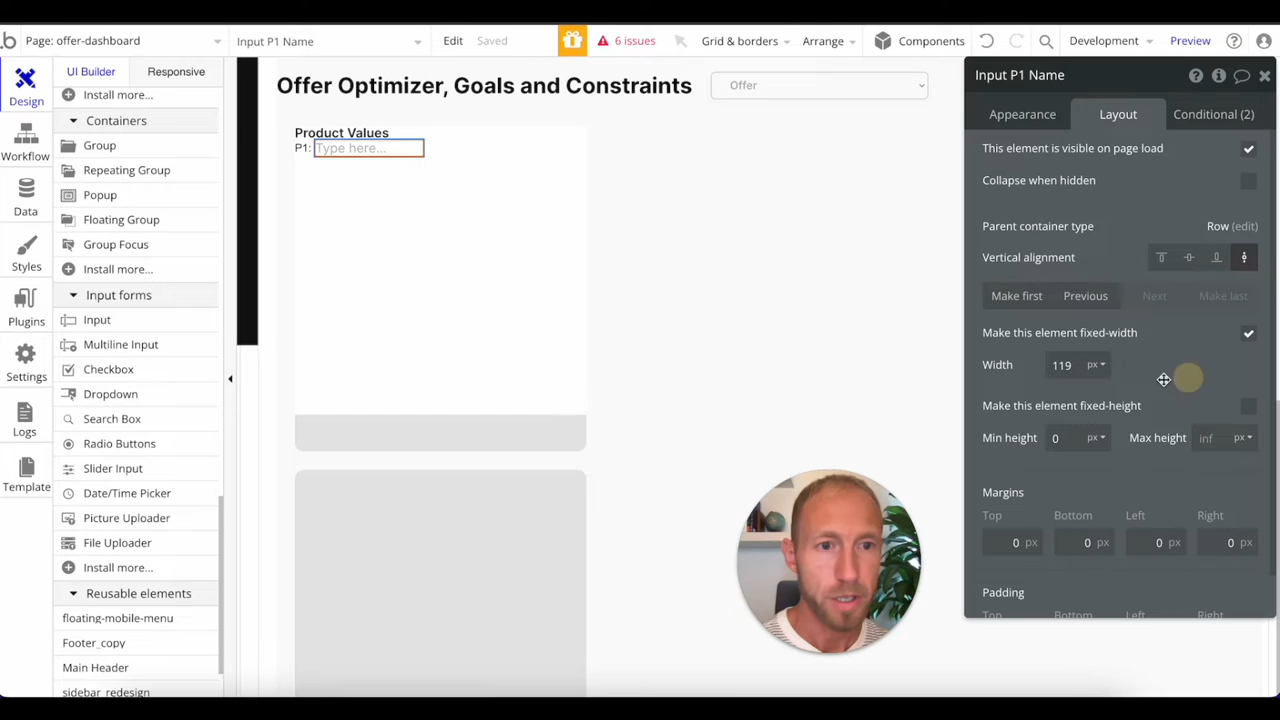 Page: offer-dashboard
Input P1 Name
Edit
Saved
6 issues
Grid & borders
Arrange
Components
Development
Preview
Design
Workflow
Data
Styles
Plugins
Settings
Logs
Template
UI Builder
Responsive
Install more...
Containers
Group
Repeating Group
Popup
Floating Group
Group Focus
Install more...
Input forms
Input
Multiline Input
Checkbox
Dropdown
Search Box
Radio Buttons
Slider Input
Date/Time Picker
Picture Uploader
File Uploader
Install more...
Reusable elements
floating-mobile-menu
Footer_copy
Main Header
sidebar_redesign
Offer Optimizer, Goals and Constraints
Offer
Product Values
P1: Type here...
Input P1 Name
Appearance
Layout
Conditional (2)
This element is visible on page load
Collapse when hidden
Parent container type
Row (edit)
Vertical alignment
Make first
Previous
Next
Make last
Make this element fixed-width
Width
119 px
Make this element fixed-height
Min height
0 px
Max height
inf px
Margins
Top
Bottom
Left
Right
0 px
0 px
0 px
0 px
Padding
Top
Bottom
Left
Right